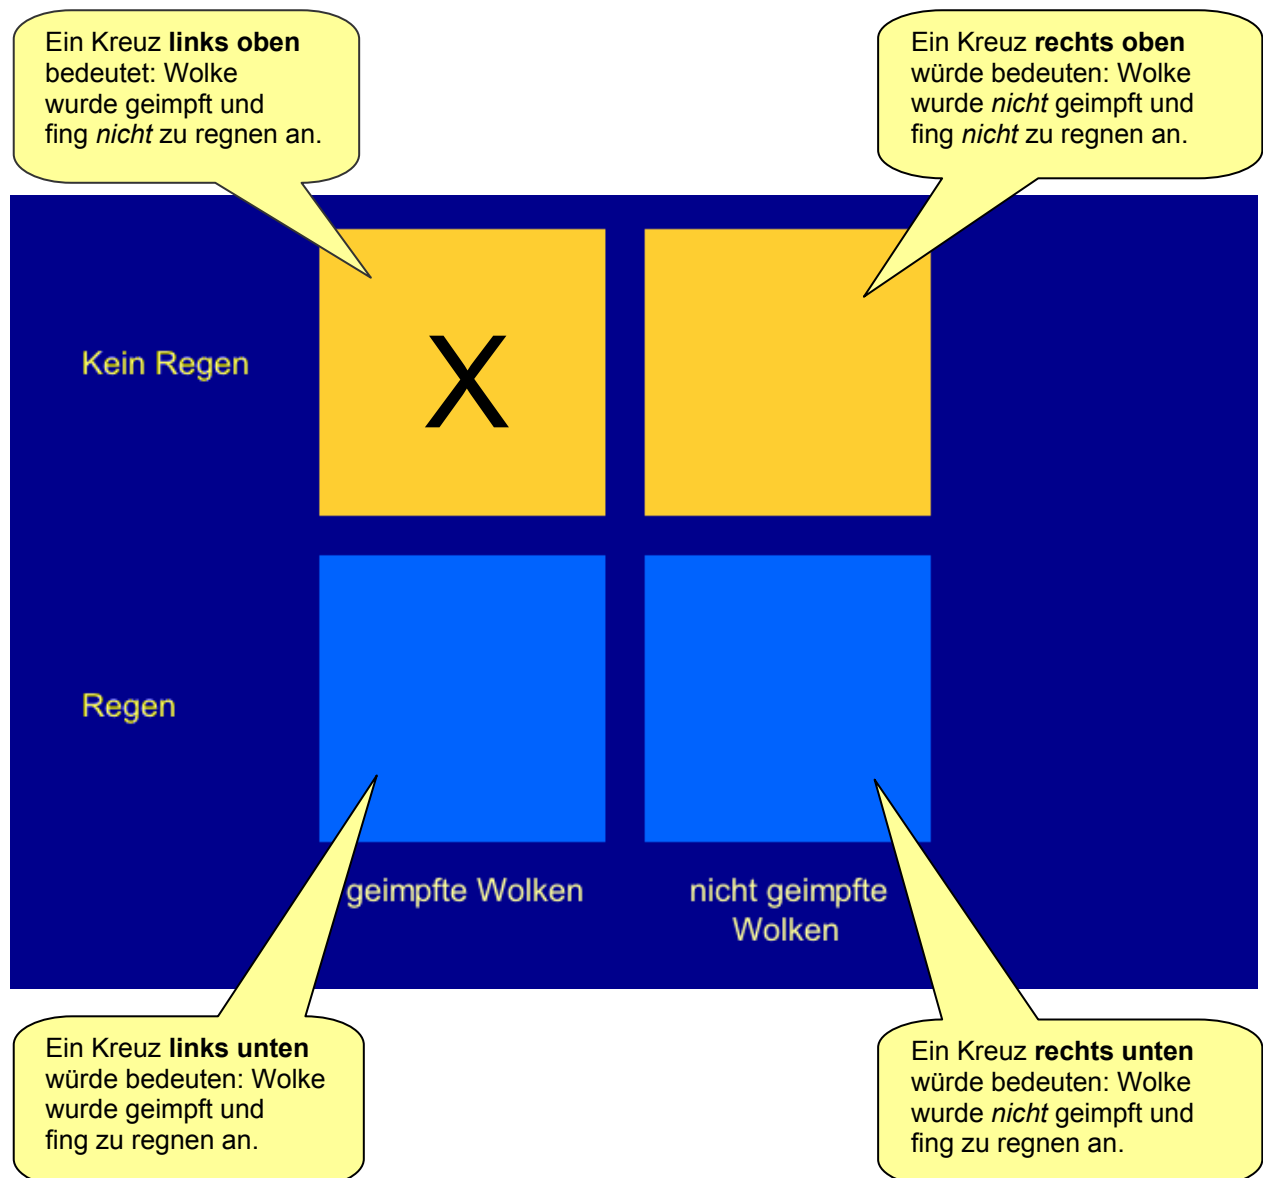 Ein Kreuz links oben
bedeutet: Wolke
wurde geimpft und
fing nicht zu regnen an.
Ein Kreuz rechts oben
würde bedeuten: Wolke
wurde nicht geimpft und
fing nicht zu regnen an.
Kein Regen
X
Regen
geimpfte Wolken
nicht geimpfte
Wolken
Ein Kreuz links unten
würde bedeuten: Wolke
wurde geimpft und
fing zu regnen an.
Ein Kreuz rechts unten
würde bedeuten: Wolke
wurde nicht geimpft und
fing zu regnen an.